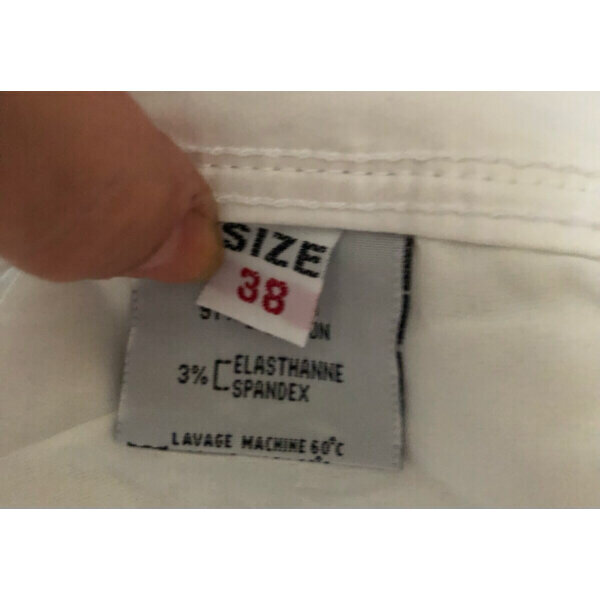 SIZE
38
3% ELASTHANNE
SPANDEX
LAVAGE MACHINE 60°C